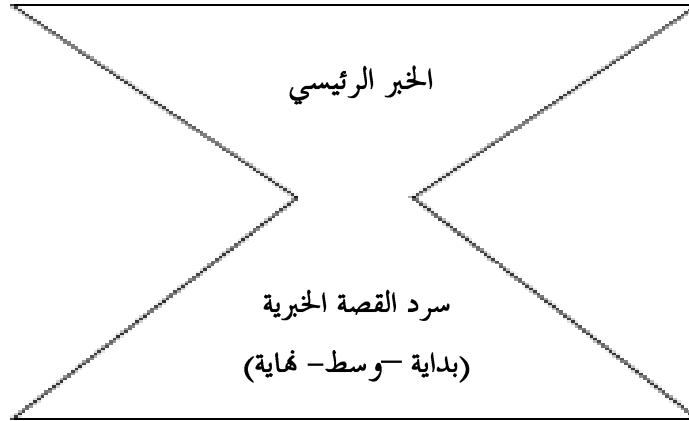 الخبر الرئيسي
سرد القصة الخبرية
(بداية –وسط– نهاية)